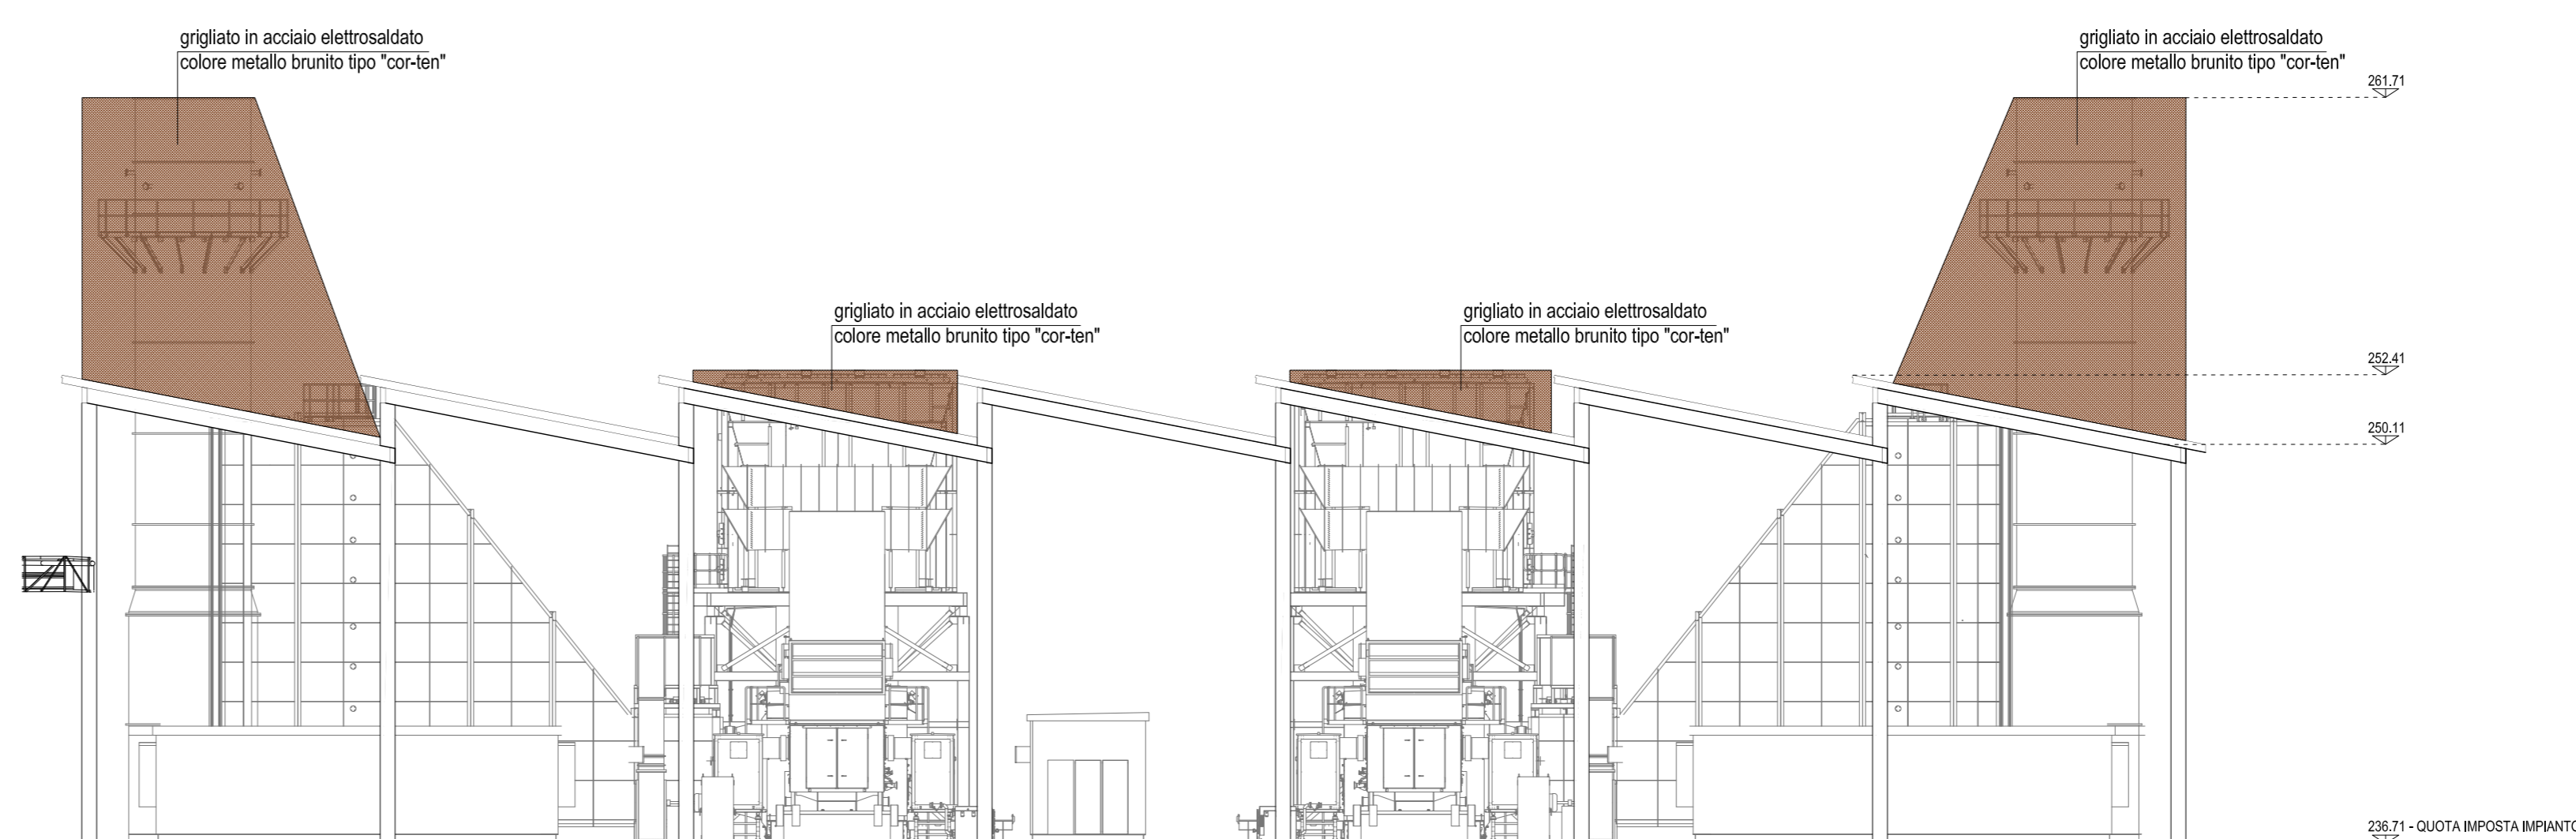 grigliato in acciaio elettrosaldato
colore metallo brunito tipo "cor-ten"
grigliato in acciaio elettrosaldato
colore metallo brunito tipo "cor-ten"
261.71
grigliato in acciaio elettrosaldato
colore metallo brunito tipo "cor-ten"
grigliato in acciaio elettrosaldato
colore metallo brunito tipo "cor-ten"
252.41
250.11
236.71 - QUOTA IMPOSTA IMPIANTO